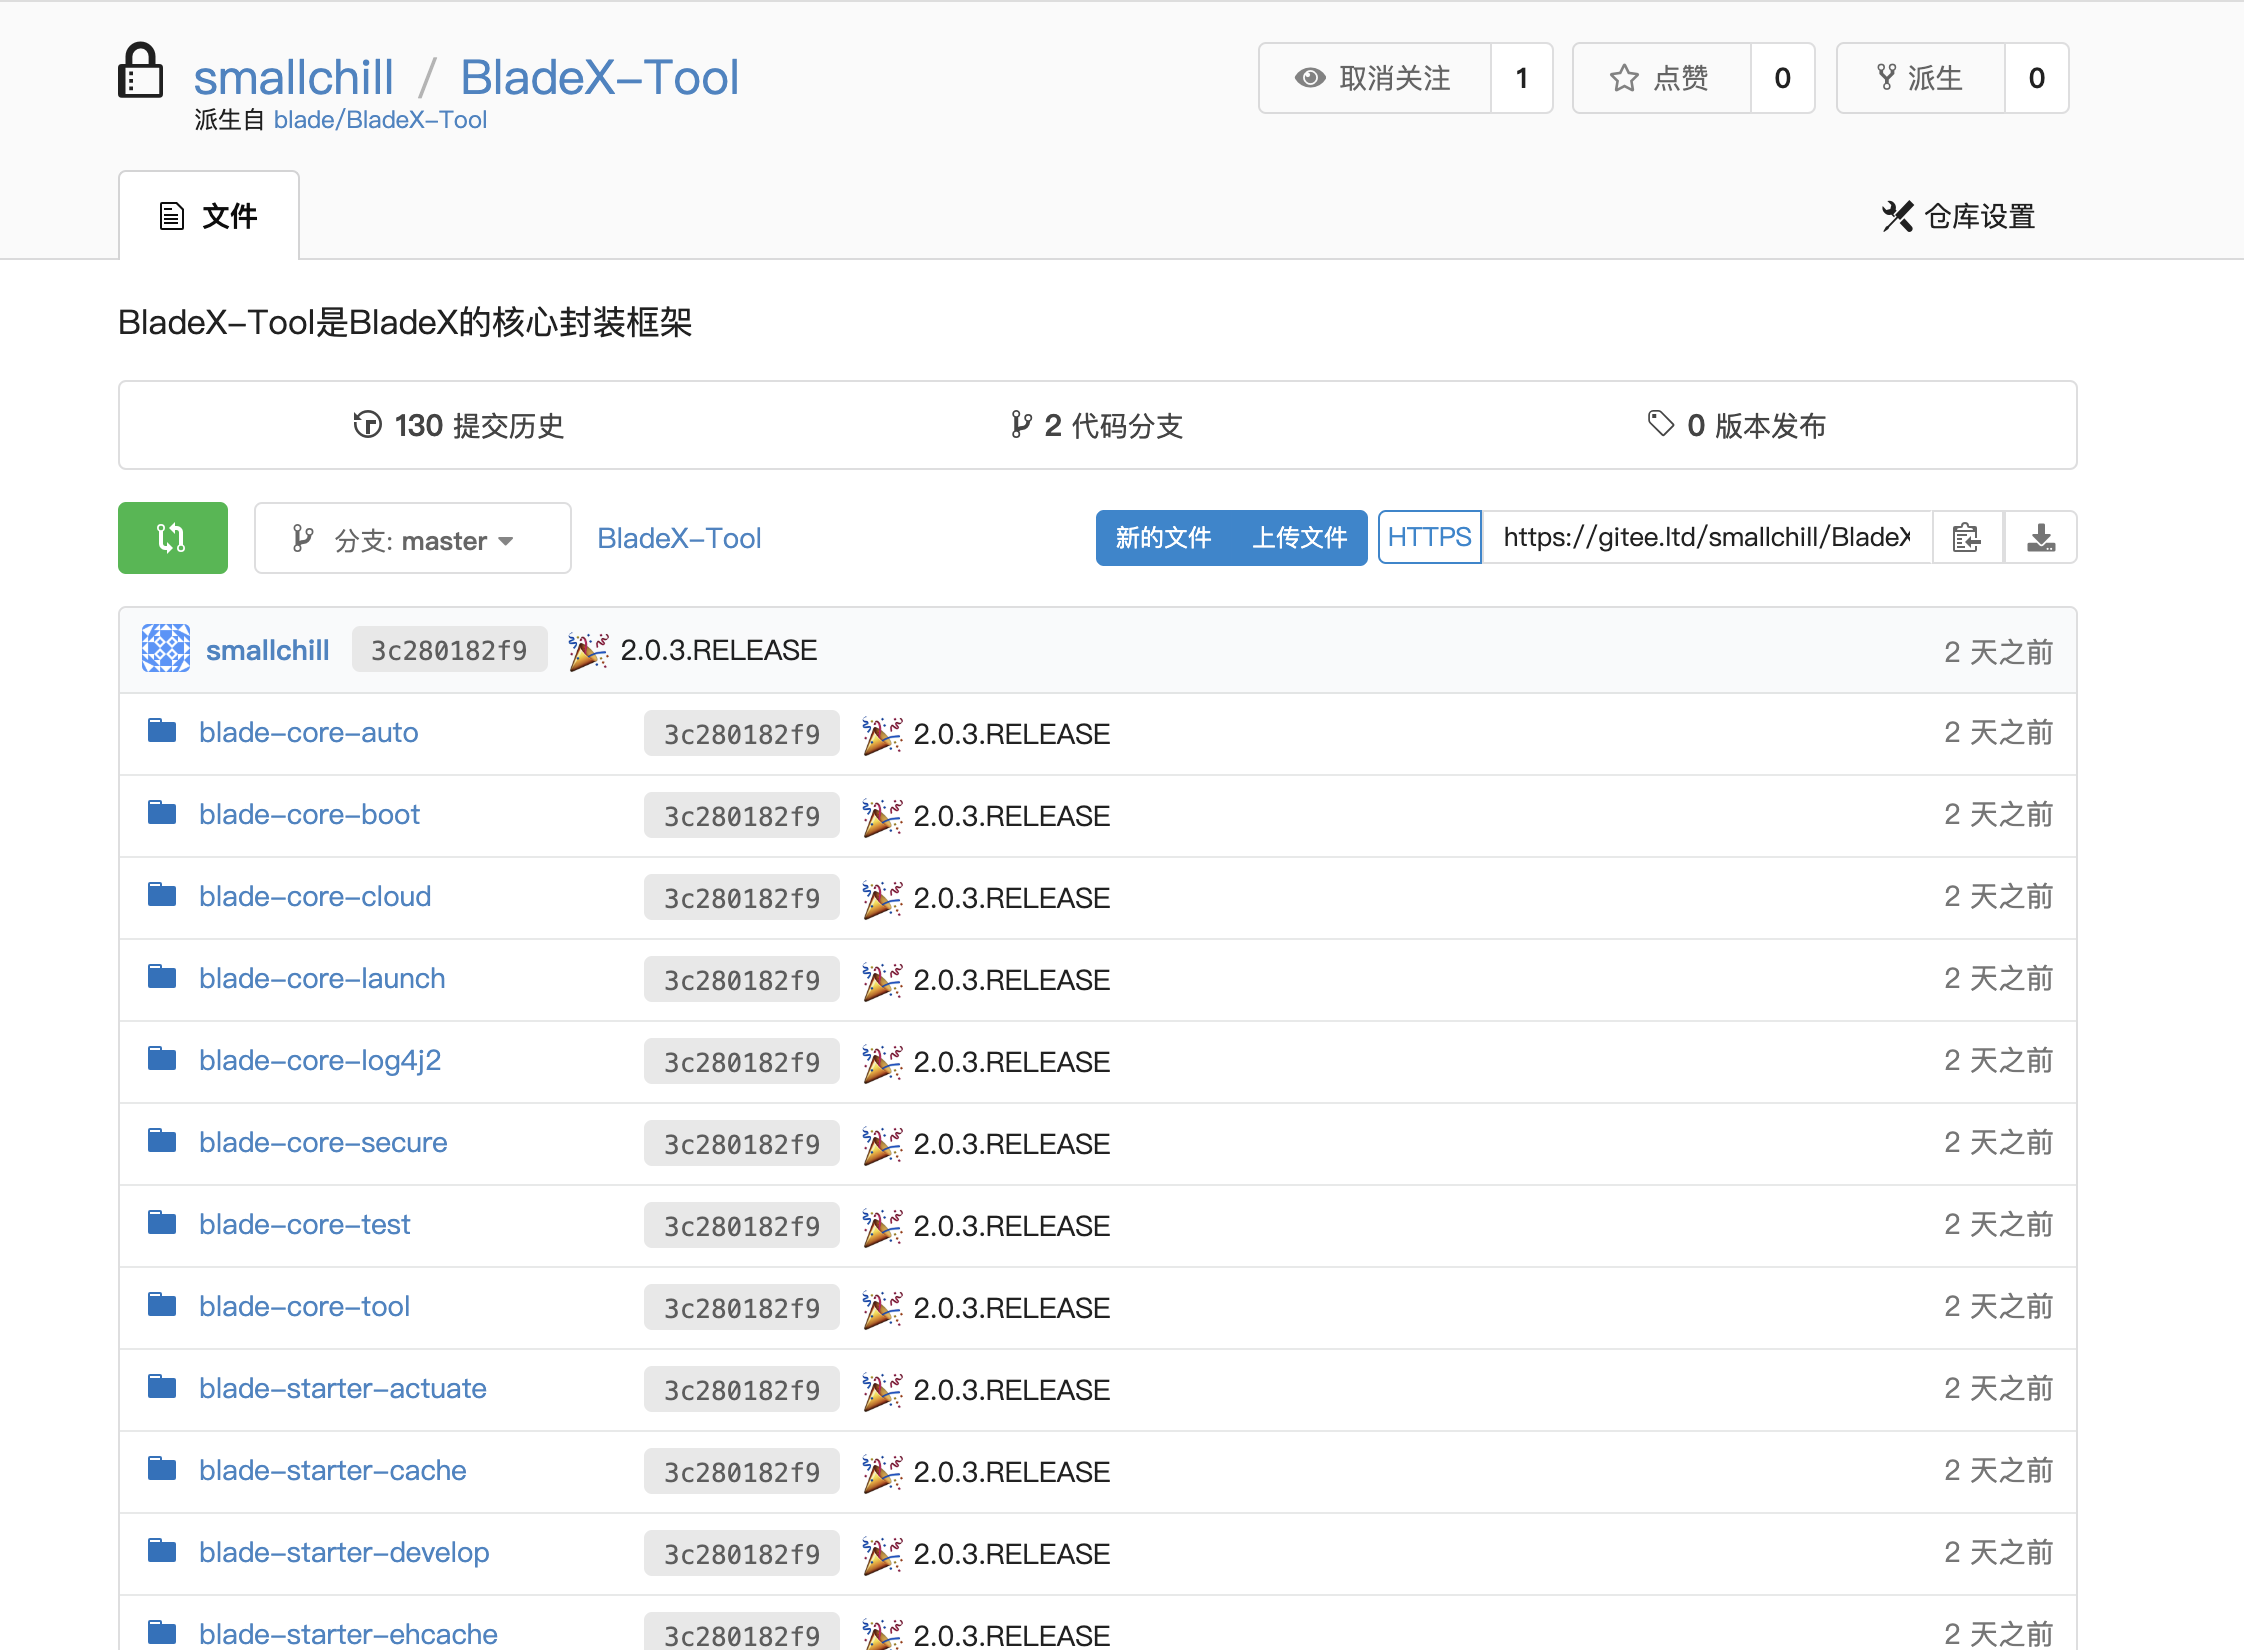 smallchill / BladeX-Tool
派生自 blade/BladeX-Tool
取消关注 1 点赞 0 派生 0
文件 仓库设置
BladeX-Tool是BladeX的核心封装框架
130 提交历史 2 代码分支 0 版本发布
分支: master BladeX-Tool 新的文件 上传文件 HTTPS https://gitee.ltd/smallchill/BladeX
smallchill 3c280182f9 🎉 2.0.3.RELEASE 2 天之前
blade-core-auto 3c280182f9 🎉 2.0.3.RELEASE 2 天之前
blade-core-boot 3c280182f9 🎉 2.0.3.RELEASE 2 天之前
blade-core-cloud 3c280182f9 🎉 2.0.3.RELEASE 2 天之前
blade-core-launch 3c280182f9 🎉 2.0.3.RELEASE 2 天之前
blade-core-log4j2 3c280182f9 🎉 2.0.3.RELEASE 2 天之前
blade-core-secure 3c280182f9 🎉 2.0.3.RELEASE 2 天之前
blade-core-test 3c280182f9 🎉 2.0.3.RELEASE 2 天之前
blade-core-tool 3c280182f9 🎉 2.0.3.RELEASE 2 天之前
blade-starter-actuate 3c280182f9 🎉 2.0.3.RELEASE 2 天之前
blade-starter-cache 3c280182f9 🎉 2.0.3.RELEASE 2 天之前
blade-starter-develop 3c280182f9 🎉 2.0.3.RELEASE 2 天之前
blade-starter-ehcache 3c280182f9 🎉 2.0.3.RELEASE 2 天之前